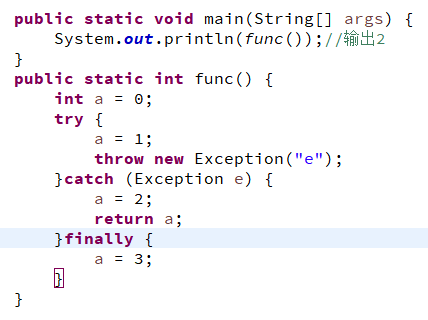 public static void main(String[] args) {
    System.out.println(func());//输出2
}
public static int func() {
    int a = 0;
    try {
        a = 1;
        throw new Exception("e");
    }catch (Exception e) {
        a = 2;
        return a;
    }finally {
        a = 3;
    }
}